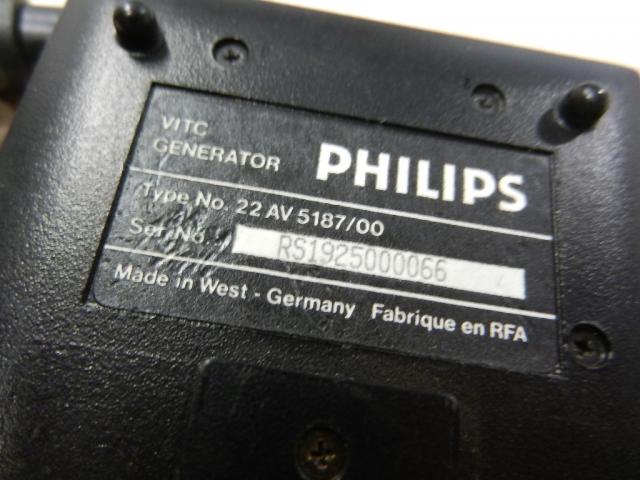 VITC
GENERATOR
PHILIPS
Type No. 22 AV 5187/00
Ser. No. RS1925000066
Made in West - Germany Fabrique en RFA